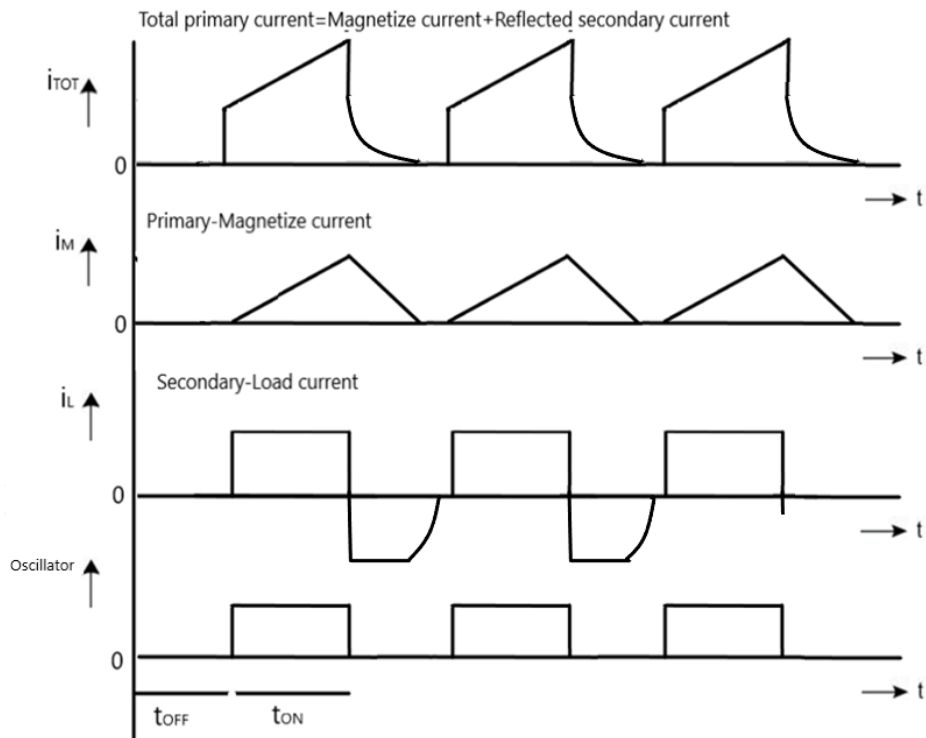 Total primary current=Magnetize current+Reflected secondary current
iTOT
0
t
Primary-Magnetize current
iM
0
t
Secondary-Load current
iL
0
t
Oscillator
0
t
tOFF
tON